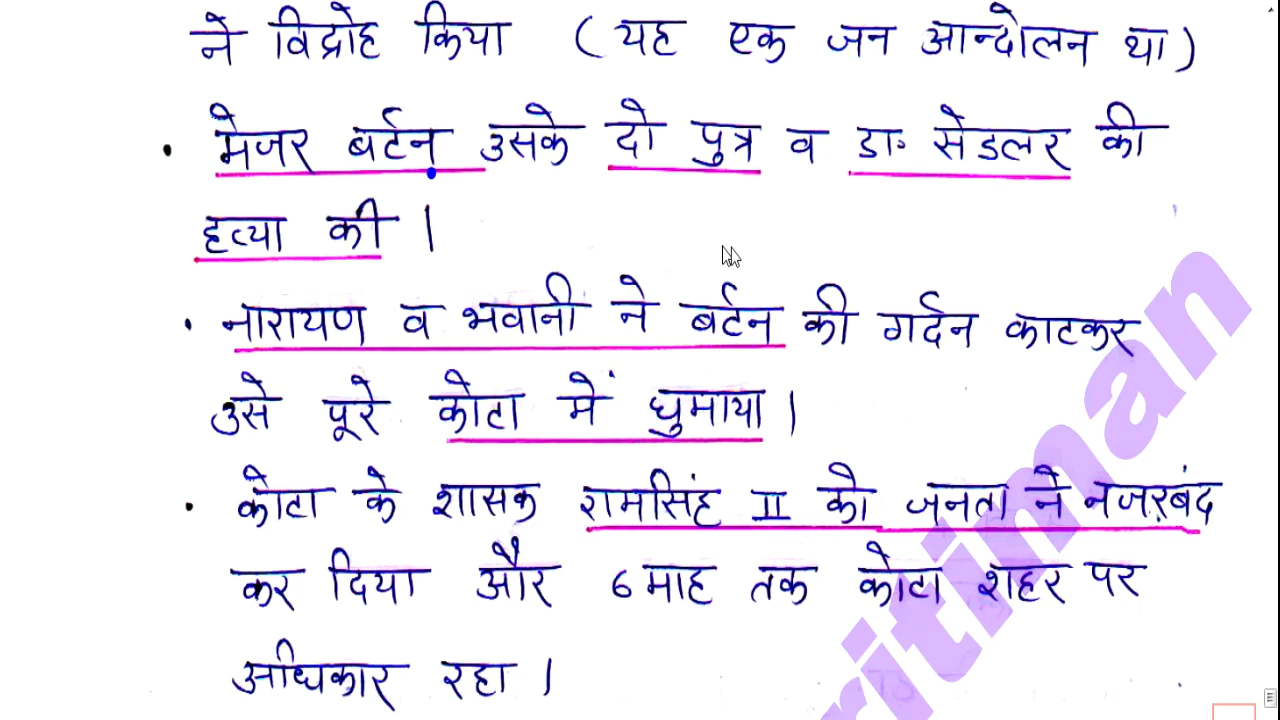 ने विद्रोह किया (यह एक जन आन्दोलन था)
• मेजर बर्टन उसके दो पुत्र व डा॰ सेडलर की
हत्या की।
• नारायण व भवानी ने बर्टन की गर्दन काटकर
उसे पूरे कोटा में घुमाया।
• कोटा के शासक रामसिंह II को जनता ने नजरबंद
कर दिया और 6 माह तक कोटा शहर पर
अधिकार रहा।
ritiman